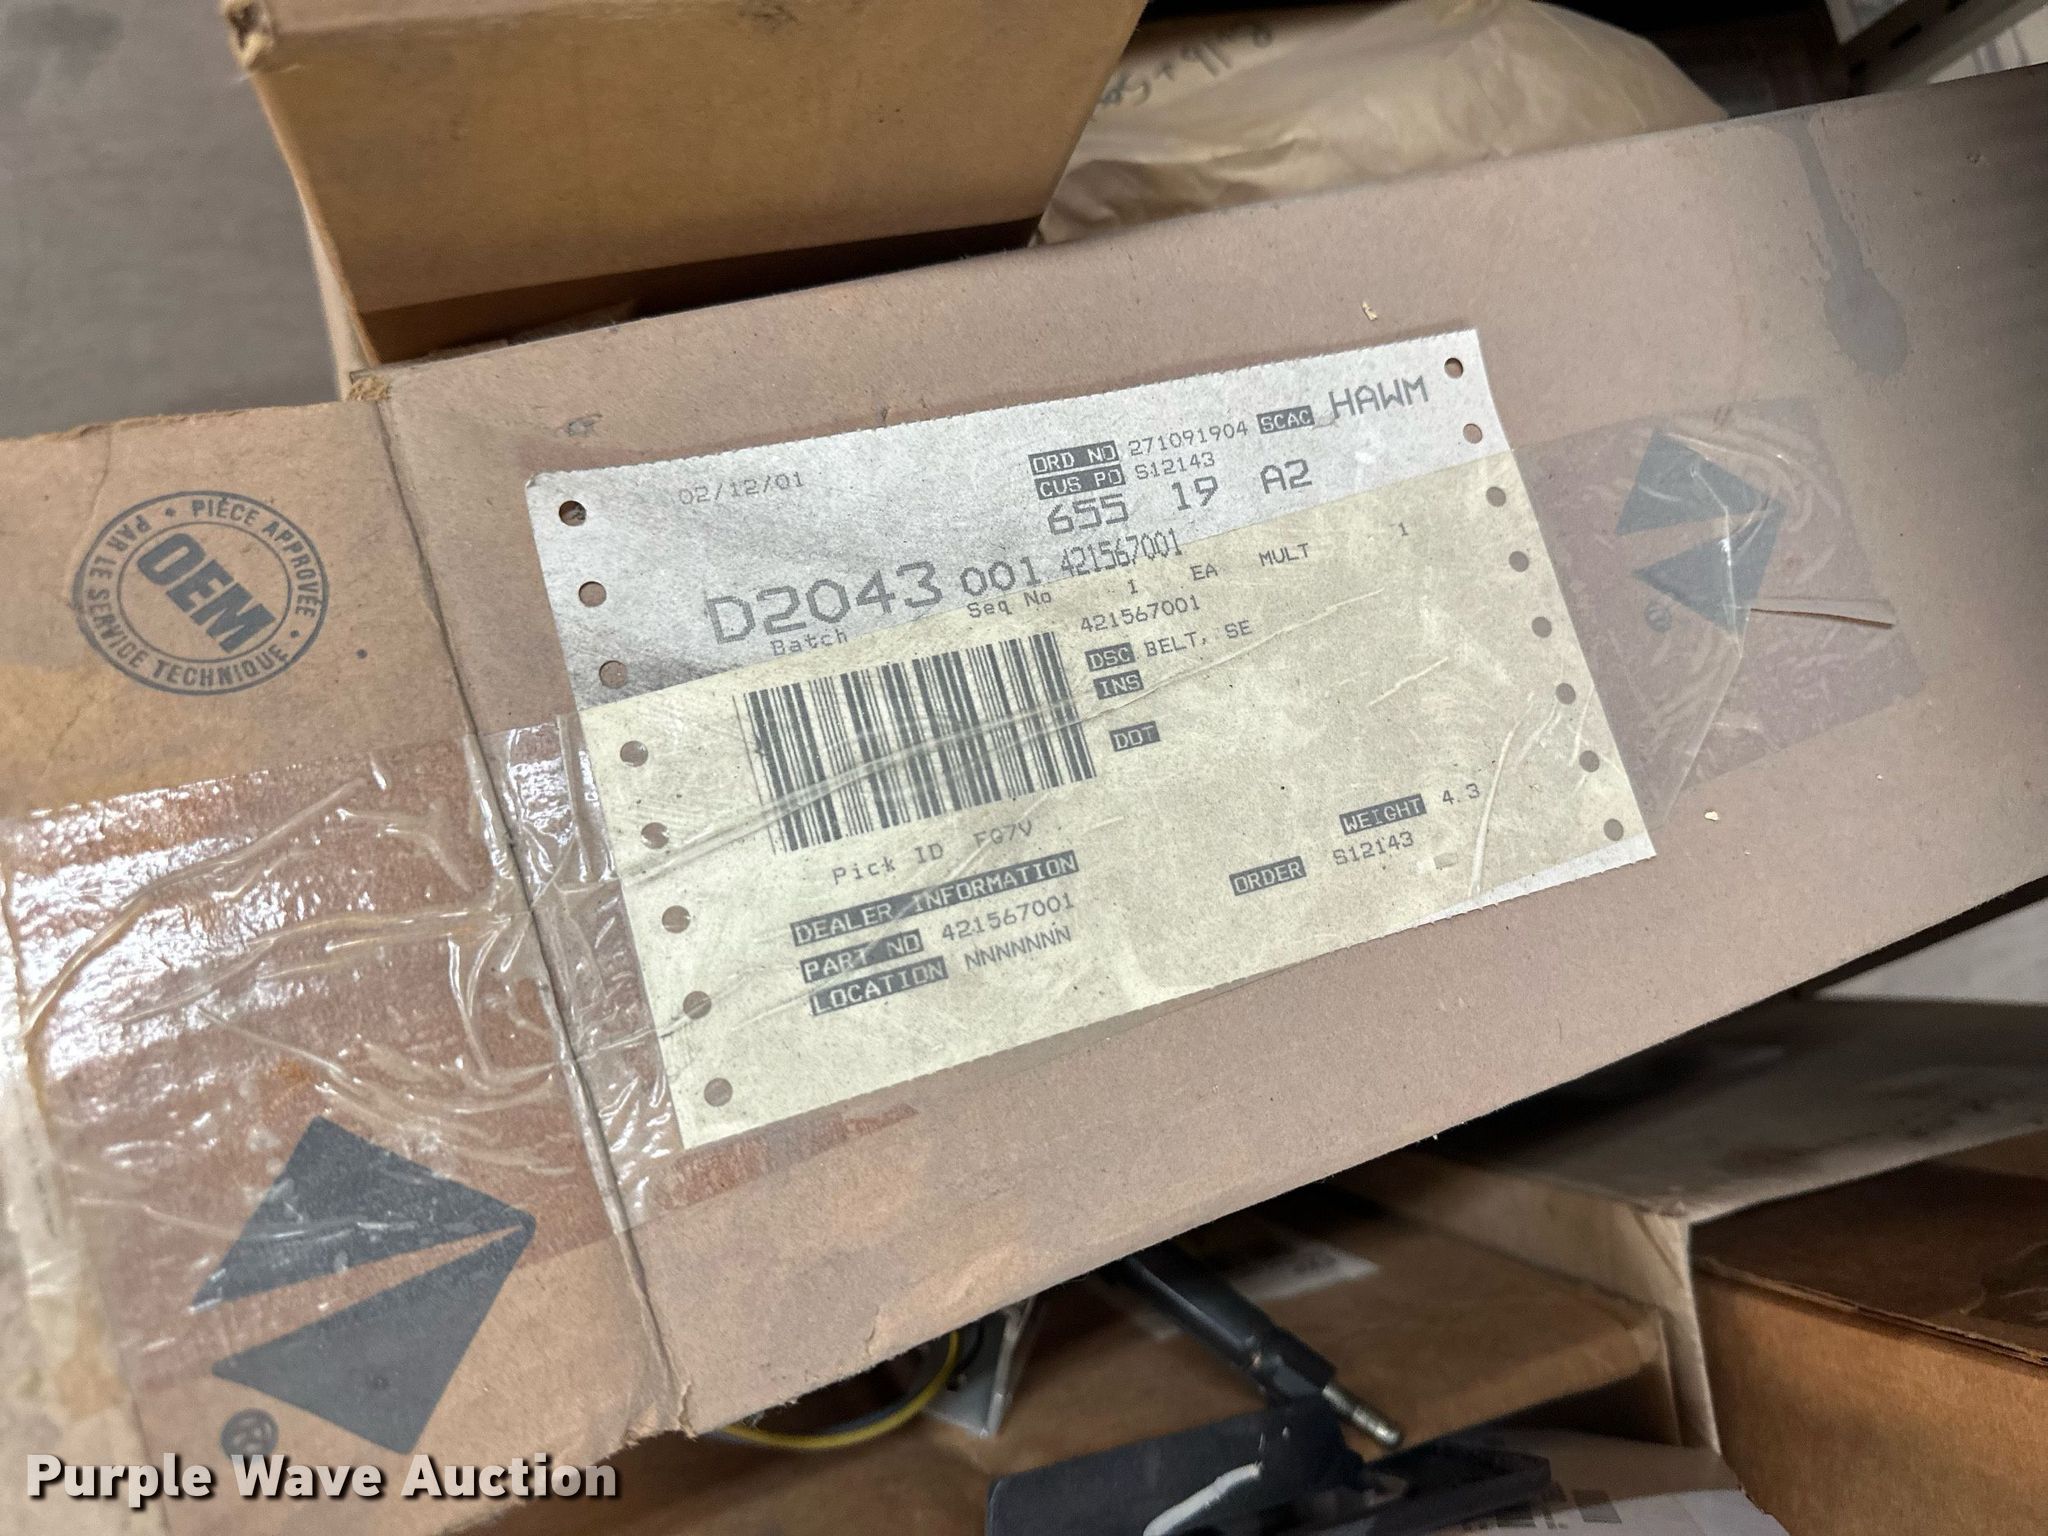 02/12/01
ORD NO 271091904 SCAC HAWM
CUS PO S12143
655 19 A2
D2043 001 421567001
Batch Seq No 1 EA MULT 1
421567001
DSC BELT, SE
INS
DOT
Pick ID FQ7V
WEIGHT 4.3
ORDER S12143
DEALER INFORMATION
PART NO 421567001
LOCATION NNNNNNN
PIÈCE APPROUVÉE • PAR LE SERVICE TECHNIQUE •
OEM
®
®
Purple Wave Auction